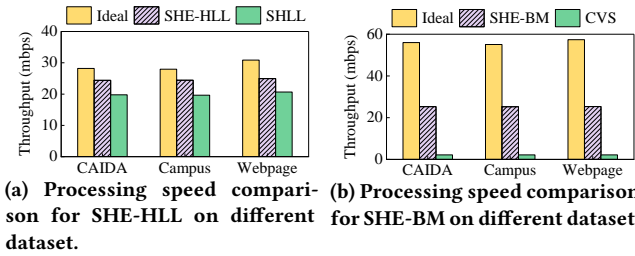 Ideal SHE-HLL SHLL
Throughput (mbps)
40
30
20
10
0
CAIDA Campus Webpage
(a) Processing speed compari-
son for SHE-HLL on different
dataset.
Ideal SHE-BM CVS
Throughput (mbps)
60
40
20
0
CAIDA Campus Webpage
(b) Processing speed comparison
for SHE-BM on different dataset